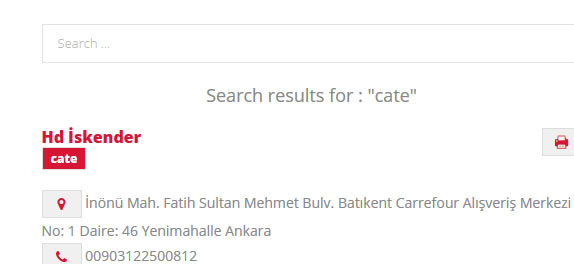 Search ...
Search results for : "cate"
Hd İskender
cate
İnönü Mah. Fatih Sultan Mehmet Bulv. Batıkent Carrefour Alışveriş Merkezi
No: 1 Daire: 46 Yenimahalle Ankara
00903122500812